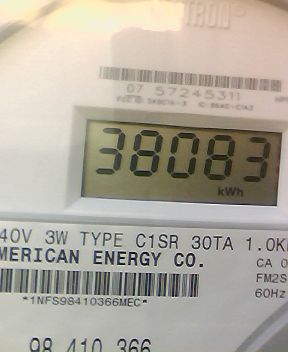 TRON®
07 57245311
38083
kWh
40V 3W TYPE C1SR 30TA 1.0K
MERICAN ENERGY CO.
CA 0
FM2S
60Hz
*1NFS98410366MEC*
98 410 366